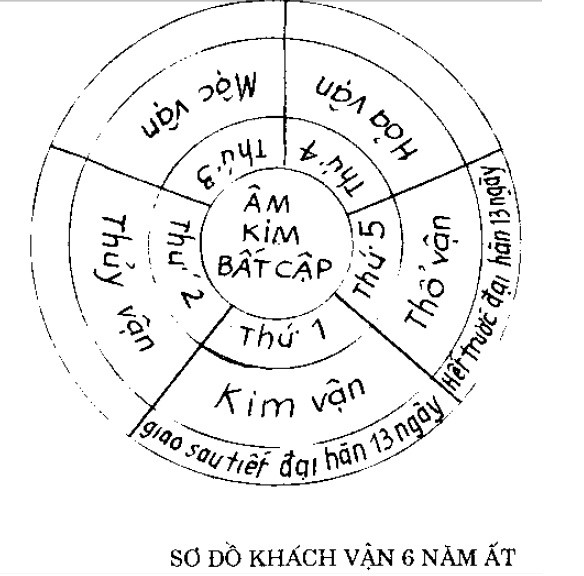 ÂM
KIM
BẤT CẬP
Thứ 1
Kim vận
giao sau tiết đại hàn 13 ngày
Thứ 2
Thủy vận
Thứ 3
Mộc vận
Thứ 4
Hỏa vận
Thứ 5
Thổ vận
Hết trước đại hàn 13 ngày
SƠ ĐỒ KHÁCH VẬN 6 NĂM ẤT